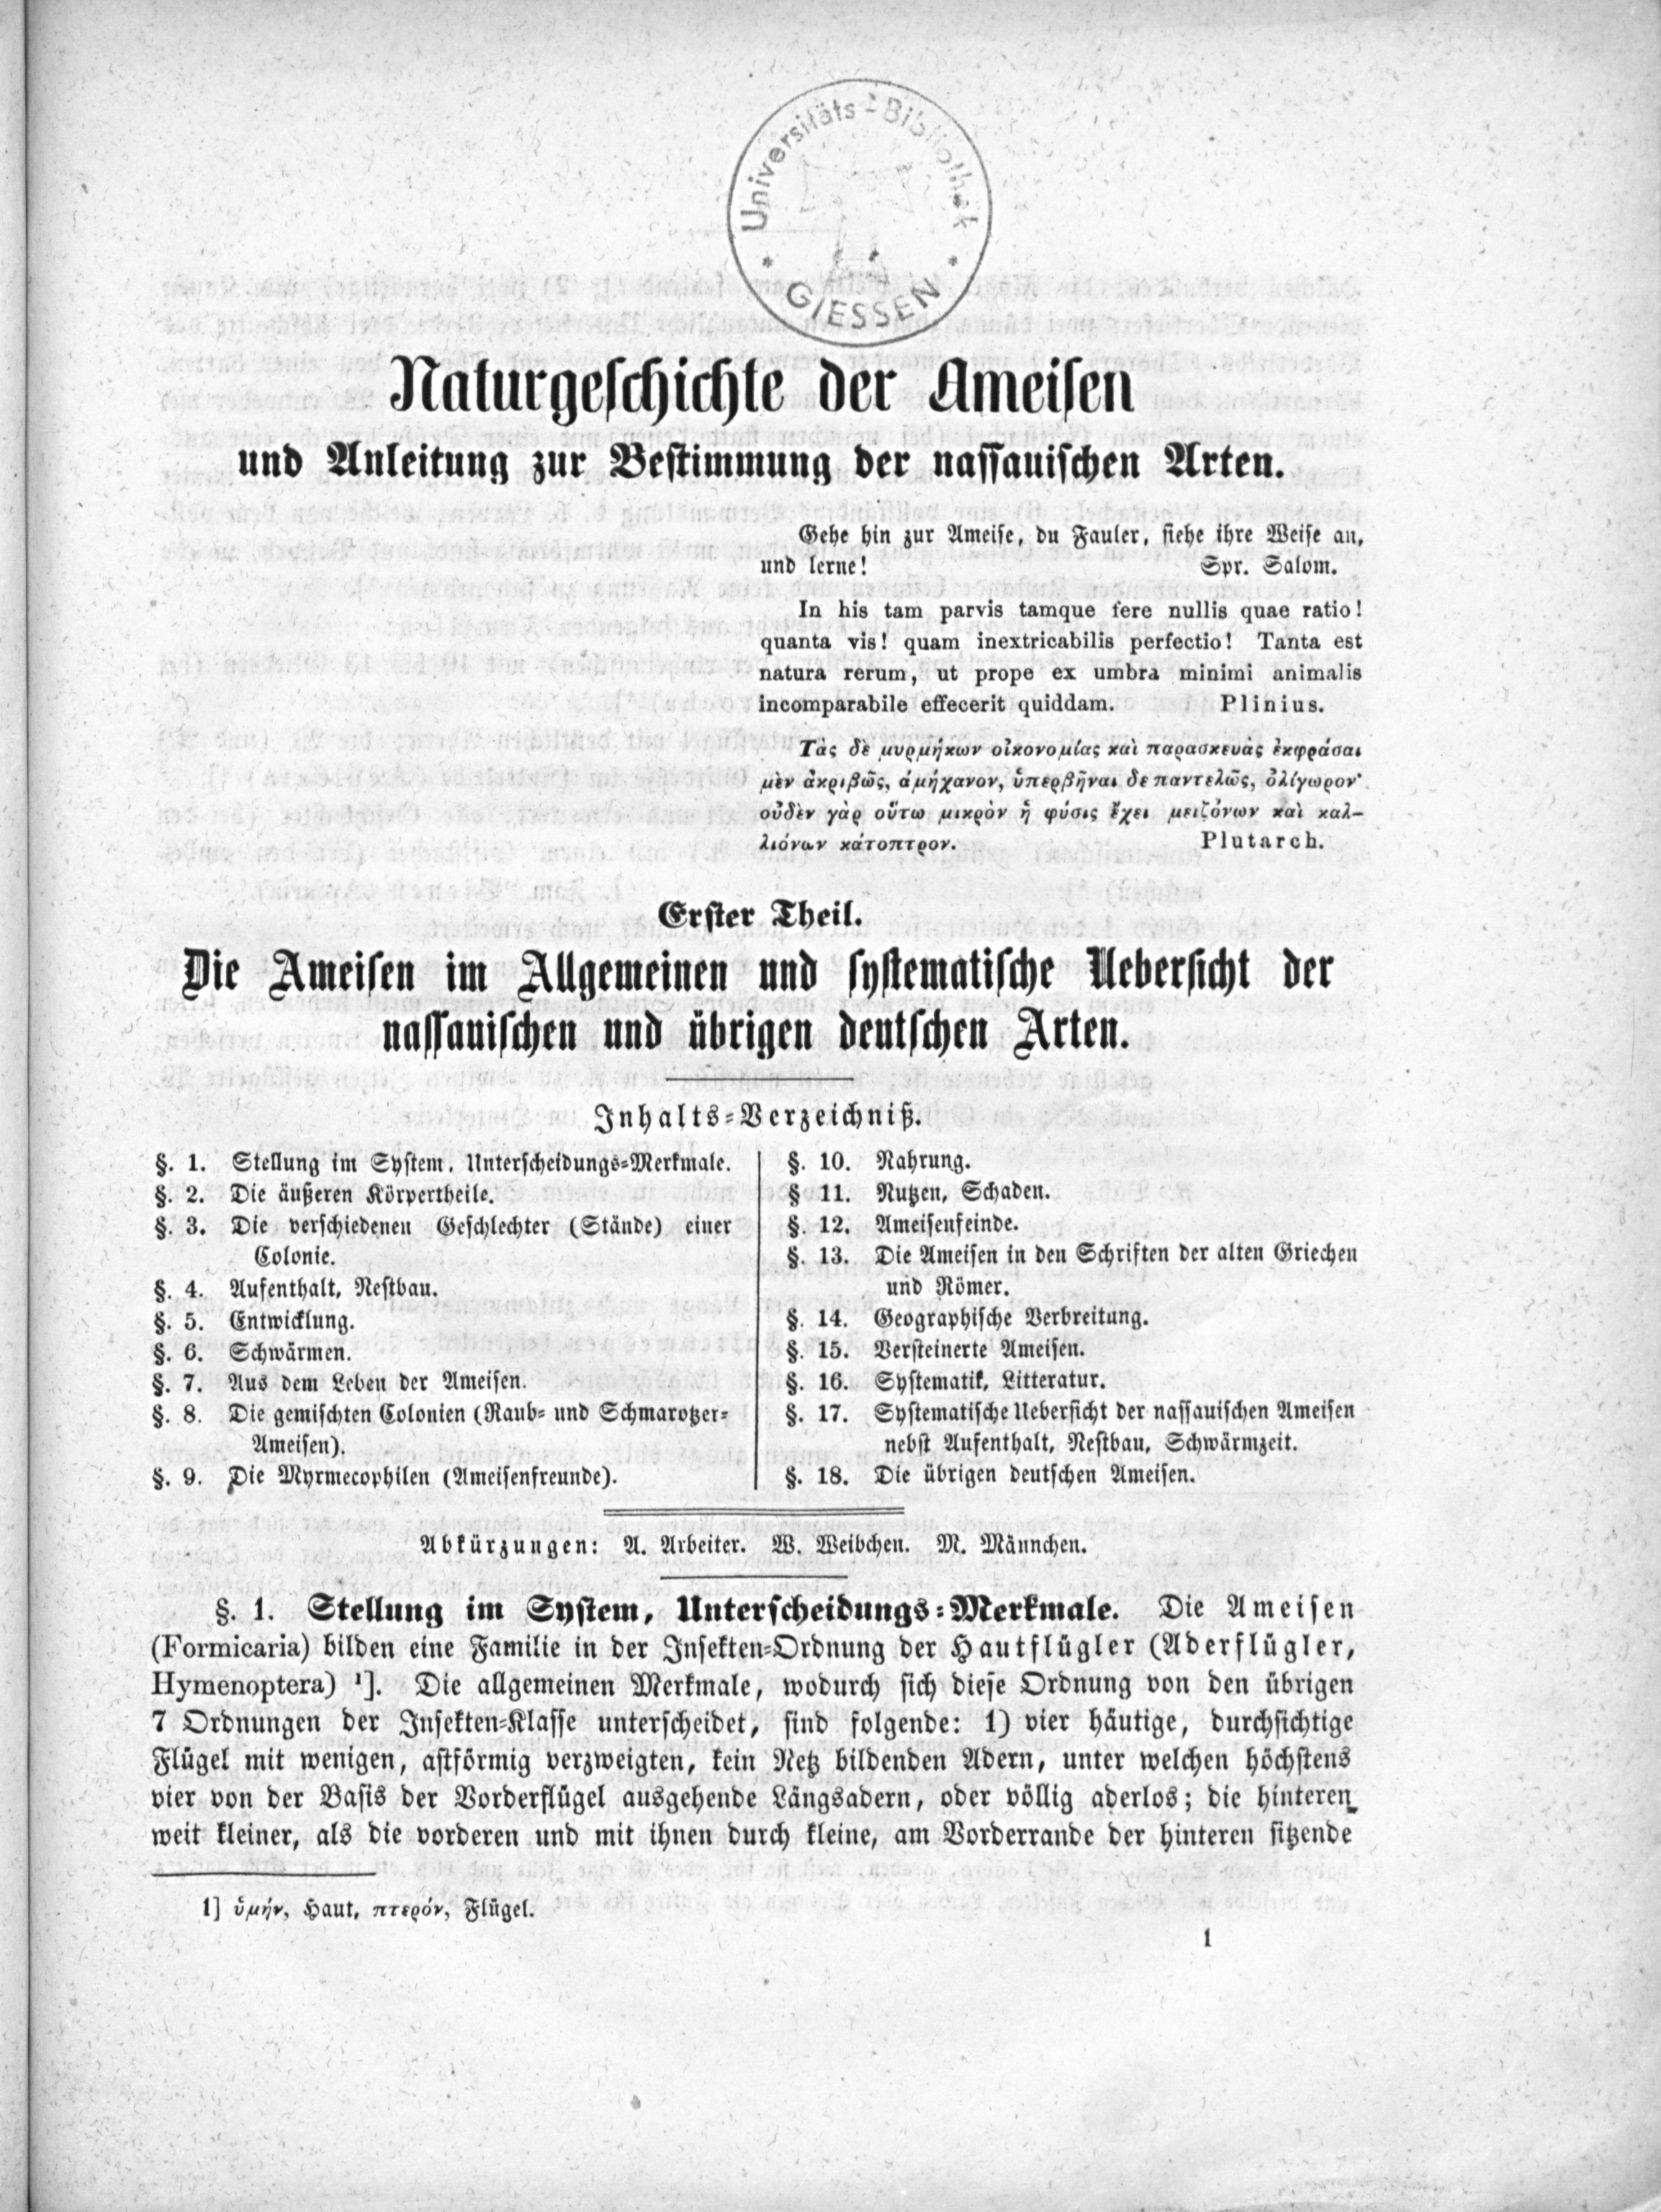 Universitäts-Bibliothek
* GIESSEN *
Naturgeschichte der Ameisen
und Anleitung zur Bestimmung der nassauischen Arten.
Gehe hin zur Ameise, du Fauler, siehe ihre Weise an,
und lerne! Spr. Salom.
In his tam parvis tamque fere nullis quae ratio!
quanta vis! quam inextricabilis perfectio! Tanta est
natura rerum, ut prope ex umbra minimi animalis
incomparabile effecerit quiddam. Plinius.
Τὰς δὲ μυρμήκων οἰκονομίας καὶ παρασκευὰς ἐκφράσαι
μὲν ἀκριβῶς, ἀμήχανον, ὑπερβῆναι δε παντελῶς, ὀλίγωρον·
οὐδὲν γὰρ οὕτω μικρὸν ἡ φύσις ἔχει μειζόνων καὶ καλ-
λιόνων κάτοπτρον. Plutarch.
Erster Theil.
Die Ameisen im Allgemeinen und systematische Uebersicht der
nassauischen und übrigen deutschen Arten.
Inhalts-Verzeichniß.
§. 1. Stellung im System. Unterscheidungs-Merkmale.
§. 2. Die äußeren Körpertheile.
§. 3. Die verschiedenen Geschlechter (Stände) einer
Colonie.
§. 4. Aufenthalt, Nestbau.
§. 5. Entwicklung.
§. 6. Schwärmen.
§. 7. Aus dem Leben der Ameisen.
§. 8. Die gemischten Colonien (Raub- und Schmarotzer-
Ameisen).
§. 9. Die Myrmecophilen (Ameisenfreunde).
§. 10. Nahrung.
§ 11. Nutzen, Schaden.
§. 12. Ameisenfeinde.
§. 13. Die Ameisen in den Schriften der alten Griechen
und Römer.
§. 14. Geographische Verbreitung.
§. 15. Versteinerte Ameisen.
§. 16. Systematik, Litteratur.
§. 17. Systematische Uebersicht der nassauischen Ameisen
nebst Aufenthalt, Nestbau, Schwärmzeit.
§. 18. Die übrigen deutschen Ameisen.
Abkürzungen: A. Arbeiter. W. Weibchen. M. Männchen.
§. 1. Stellung im System, Unterscheidungs-Merkmale. Die Ameisen
(Formicaria) bilden eine Familie in der Insekten-Ordnung der Hautflügler (Aderflügler,
Hymenoptera) ¹]. Die allgemeinen Merkmale, wodurch sich diese Ordnung von den übrigen
7 Ordnungen der Insekten-Klasse unterscheidet, sind folgende: 1) vier häutige, durchsichtige
Flügel mit wenigen, astförmig verzweigten, kein Netz bildenden Adern, unter welchen höchstens
vier von der Basis der Vorderflügel ausgehende Längsadern, oder völlig aderlos; die hinteren
weit kleiner, als die vorderen und mit ihnen durch kleine, am Vorderrande der hinteren sitzende
1] ὑμήν, Haut, πτερόν, Flügel.
1